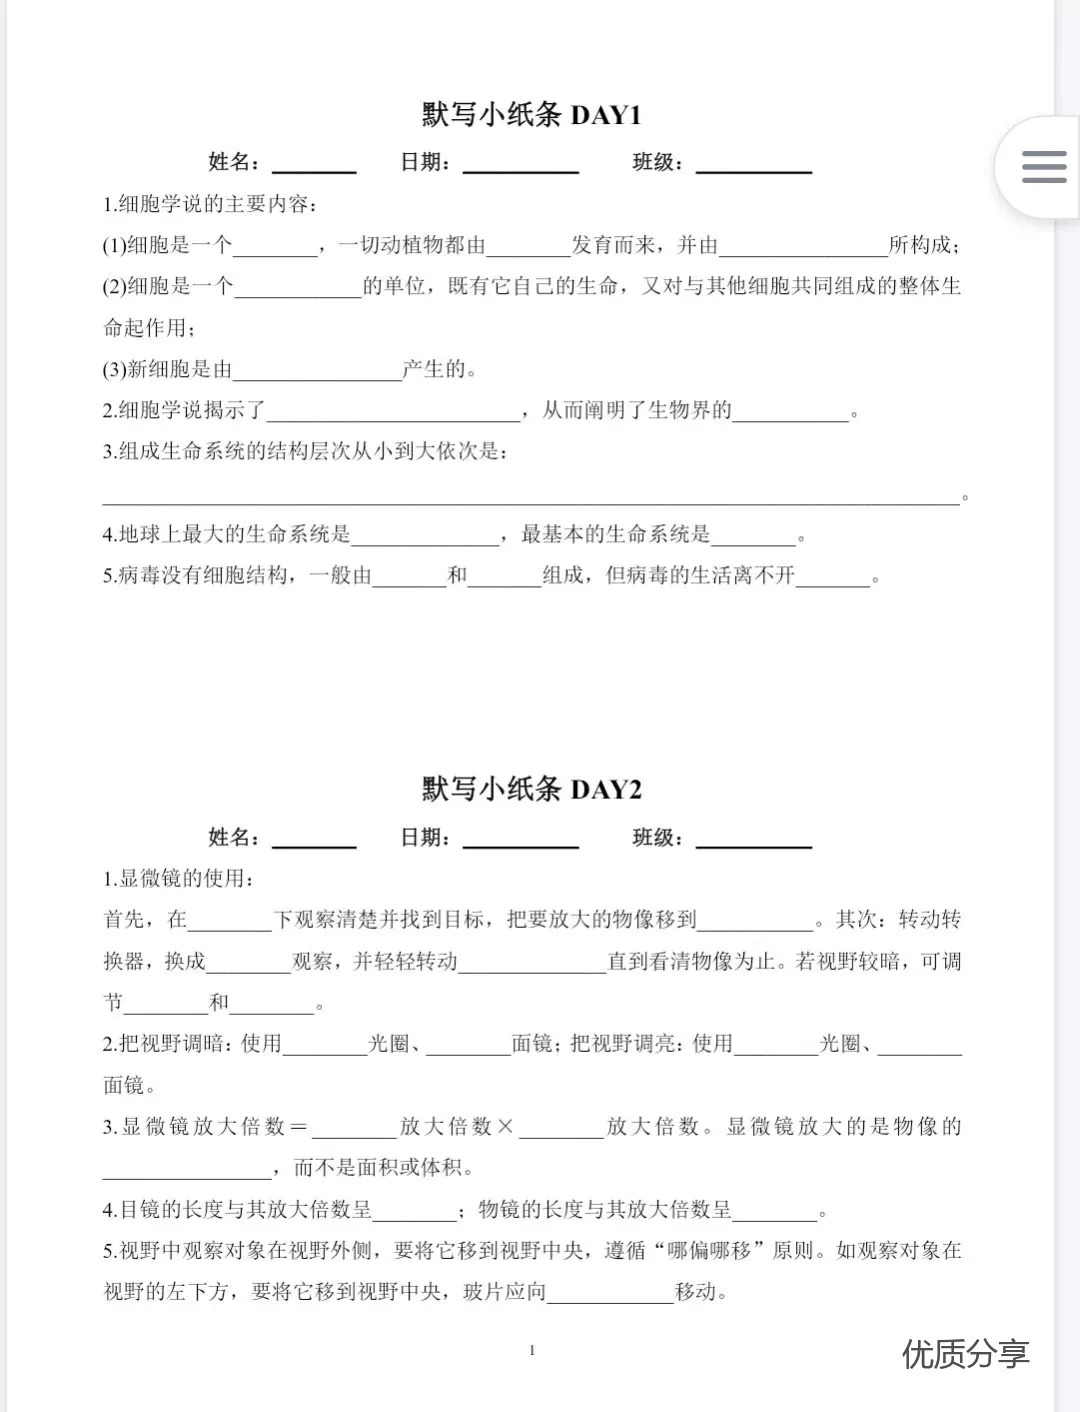 默写小纸条 DAY1
姓名：________ 日期：___________ 班级：___________
1.细胞学说的主要内容：
(1)细胞是一个________，一切动植物都由________发育而来，并由________________所构成；
(2)细胞是一个____________的单位，既有它自己的生命，又对与其他细胞共同组成的整体生
命起作用；
(3)新细胞是由________________产生的。
2.细胞学说揭示了________________________，从而阐明了生物界的___________。
3.组成生命系统的结构层次从小到大依次是：
_________________________________________________________________________________。
4.地球上最大的生命系统是______________，最基本的生命系统是________。
5.病毒没有细胞结构，一般由_______和_______组成，但病毒的生活离不开_______。
默写小纸条 DAY2
姓名：________ 日期：___________ 班级：___________
1.显微镜的使用：
首先，在________下观察清楚并找到目标，把要放大的物像移到___________。其次：转动转
换器，换成________观察，并轻轻转动______________直到看清物像为止。若视野较暗，可调
节________和________。
2.把视野调暗：使用________光圈、________面镜；把视野调亮：使用________光圈、________
面镜。
3.显微镜放大倍数＝________放大倍数×________放大倍数。显微镜放大的是物像的
________________，而不是面积或体积。
4.目镜的长度与其放大倍数呈________；物镜的长度与其放大倍数呈________。
5.视野中观察对象在视野外侧，要将它移到视野中央，遵循“哪偏哪移”原则。如观察对象在
视野的左下方，要将它移到视野中央，玻片应向____________移动。
1
优质分享